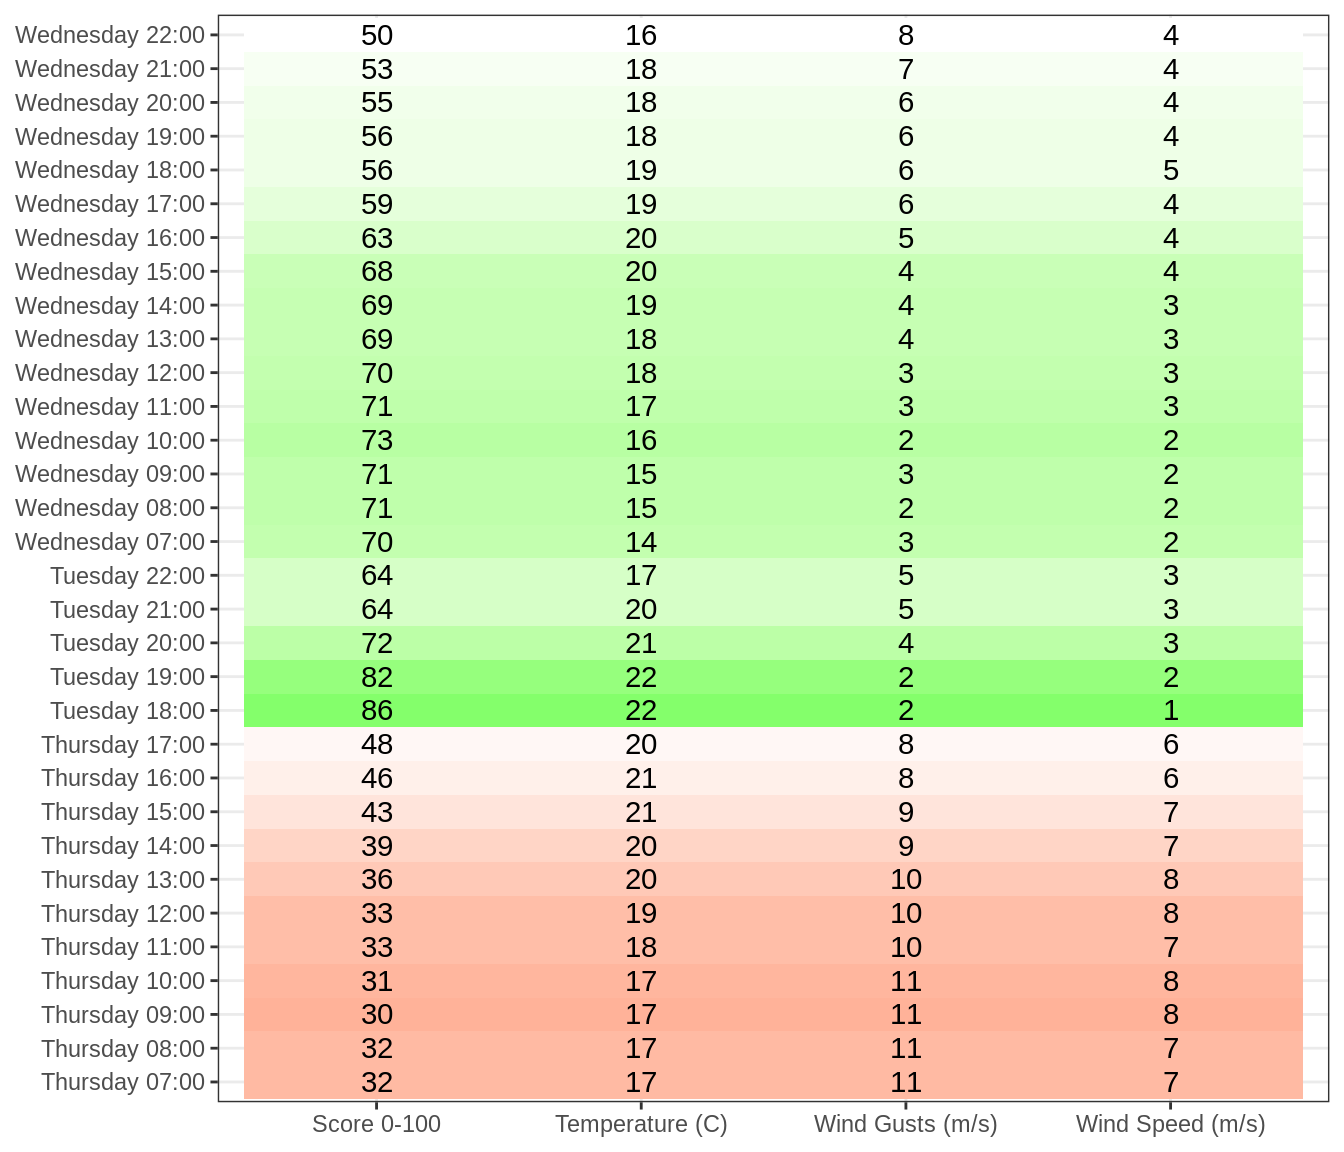 Wednesday 22:00 50 16 8 4
Wednesday 21:00 53 18 7 4
Wednesday 20:00 55 18 6 4
Wednesday 19:00 56 18 6 4
Wednesday 18:00 56 19 6 5
Wednesday 17:00 59 19 6 4
Wednesday 16:00 63 20 5 4
Wednesday 15:00 68 20 4 4
Wednesday 14:00 69 19 4 3
Wednesday 13:00 69 18 4 3
Wednesday 12:00 70 18 3 3
Wednesday 11:00 71 17 3 3
Wednesday 10:00 73 16 2 2
Wednesday 09:00 71 15 3 2
Wednesday 08:00 71 15 2 2
Wednesday 07:00 70 14 3 2
Tuesday 22:00 64 17 5 3
Tuesday 21:00 64 20 5 3
Tuesday 20:00 72 21 4 3
Tuesday 19:00 82 22 2 2
Tuesday 18:00 86 22 2 1
Thursday 17:00 48 20 8 6
Thursday 16:00 46 21 8 6
Thursday 15:00 43 21 9 7
Thursday 14:00 39 20 9 7
Thursday 13:00 36 20 10 8
Thursday 12:00 33 19 10 8
Thursday 11:00 33 18 10 7
Thursday 10:00 31 17 11 8
Thursday 09:00 30 17 11 8
Thursday 08:00 32 17 11 7
Thursday 07:00 32 17 11 7
Score 0-100 Temperature (C) Wind Gusts (m/s) Wind Speed (m/s)